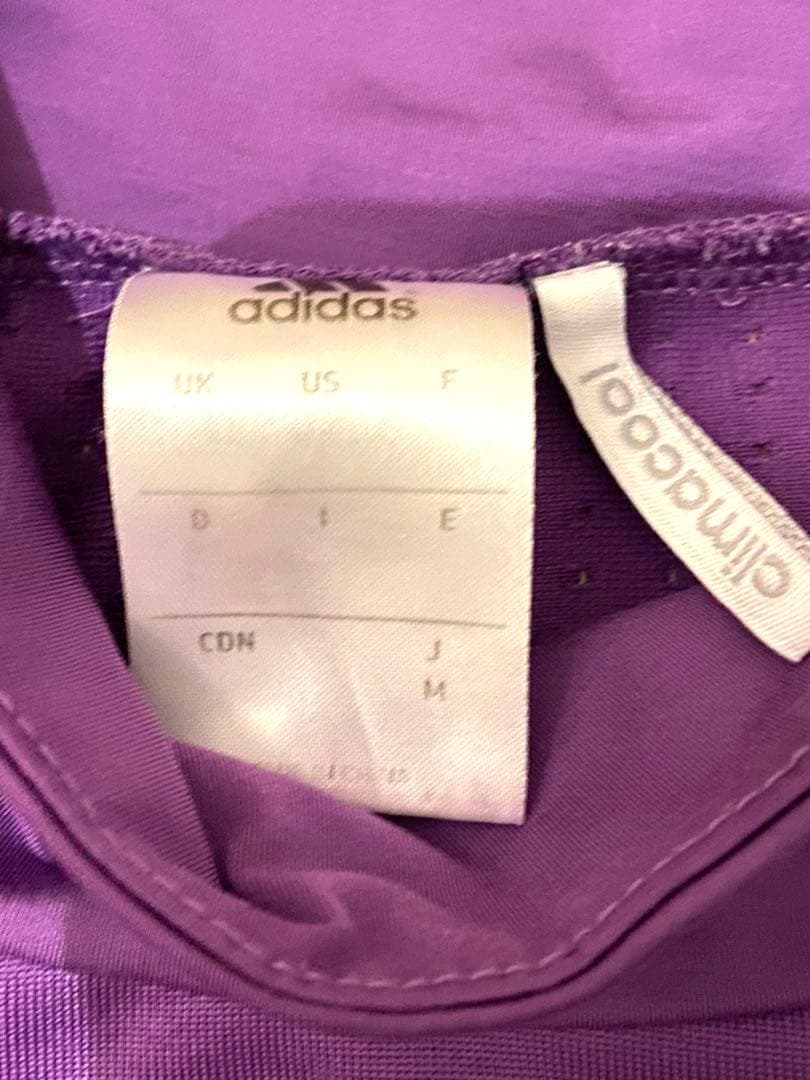 adidas
UK US F
D I E
CDN J
M
climacool